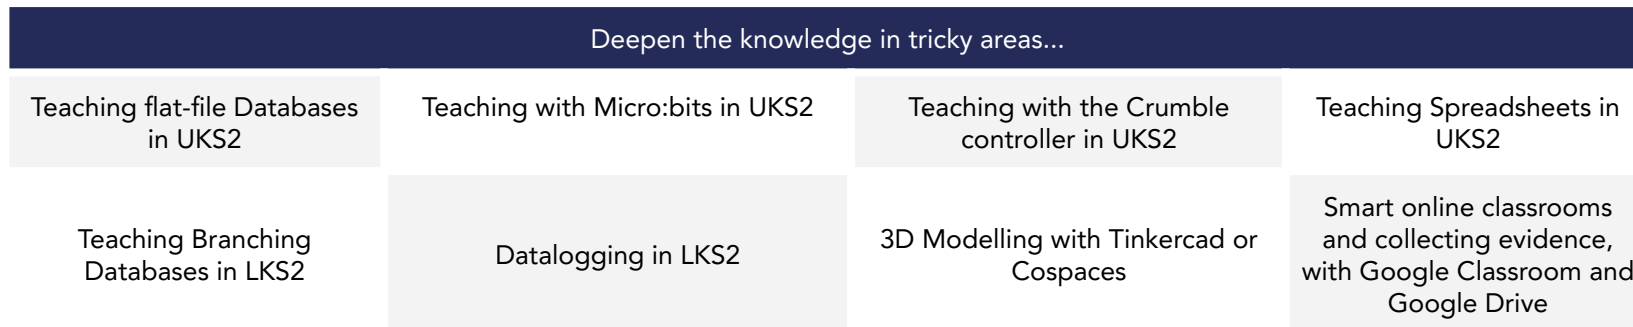 Deepen the knowledge in tricky areas...
Teaching flat-file Databases
in UKS2
Teaching with Micro:bits in UKS2
Teaching with the Crumble
controller in UKS2
Teaching Spreadsheets in
UKS2
Teaching Branching
Databases in LKS2
Datalogging in LKS2
3D Modelling with Tinkercad or
Cospaces
Smart online classrooms
and collecting evidence,
with Google Classroom and
Google Drive